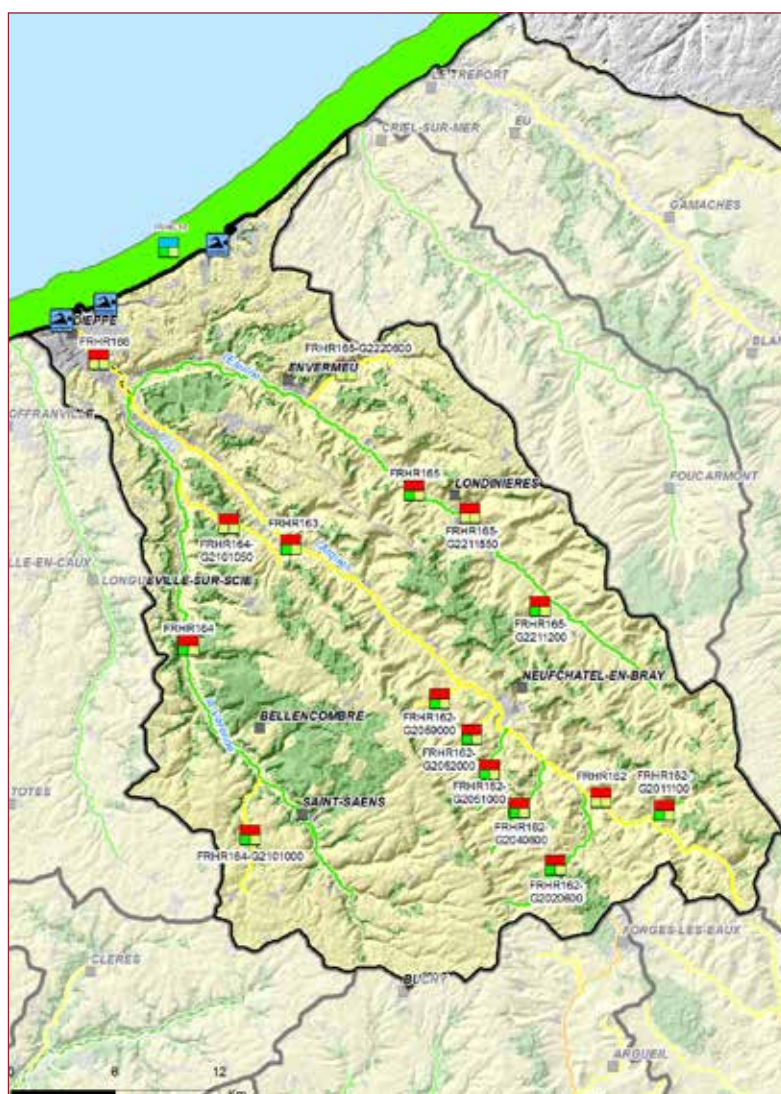 LE TREPORT
EU
CRIEL-SUR-MER
GAMACHES
DIEPPE
FRHR166
FRHR165-G2220600
ENVERMEU
OFFRANVILLE
FRHR165
LONDINIERES
FOUCARMONT
FRHR165-
G2211850
FRHR164-
G2101050
FRHR163
LONGUEVILLE-SUR-SCIE
FRHR165-
G2211200
FRHR164
NEUFCHATEL-EN-BRAY
FRHR162-
G2059000
BELLENCOMBRE
FRHR162-
G2052000
FRHR162-
G2051000
FRHR162
FRHR162-
G2011100
TOTES
SAINT-SAENS
FRHR162-
G2040600
FRHR164-G2101000
FRHR162-
G2020600
FORGES-LES-EAUX
CLERES
BUCHY
ARGUEIL
0 6 12
Km